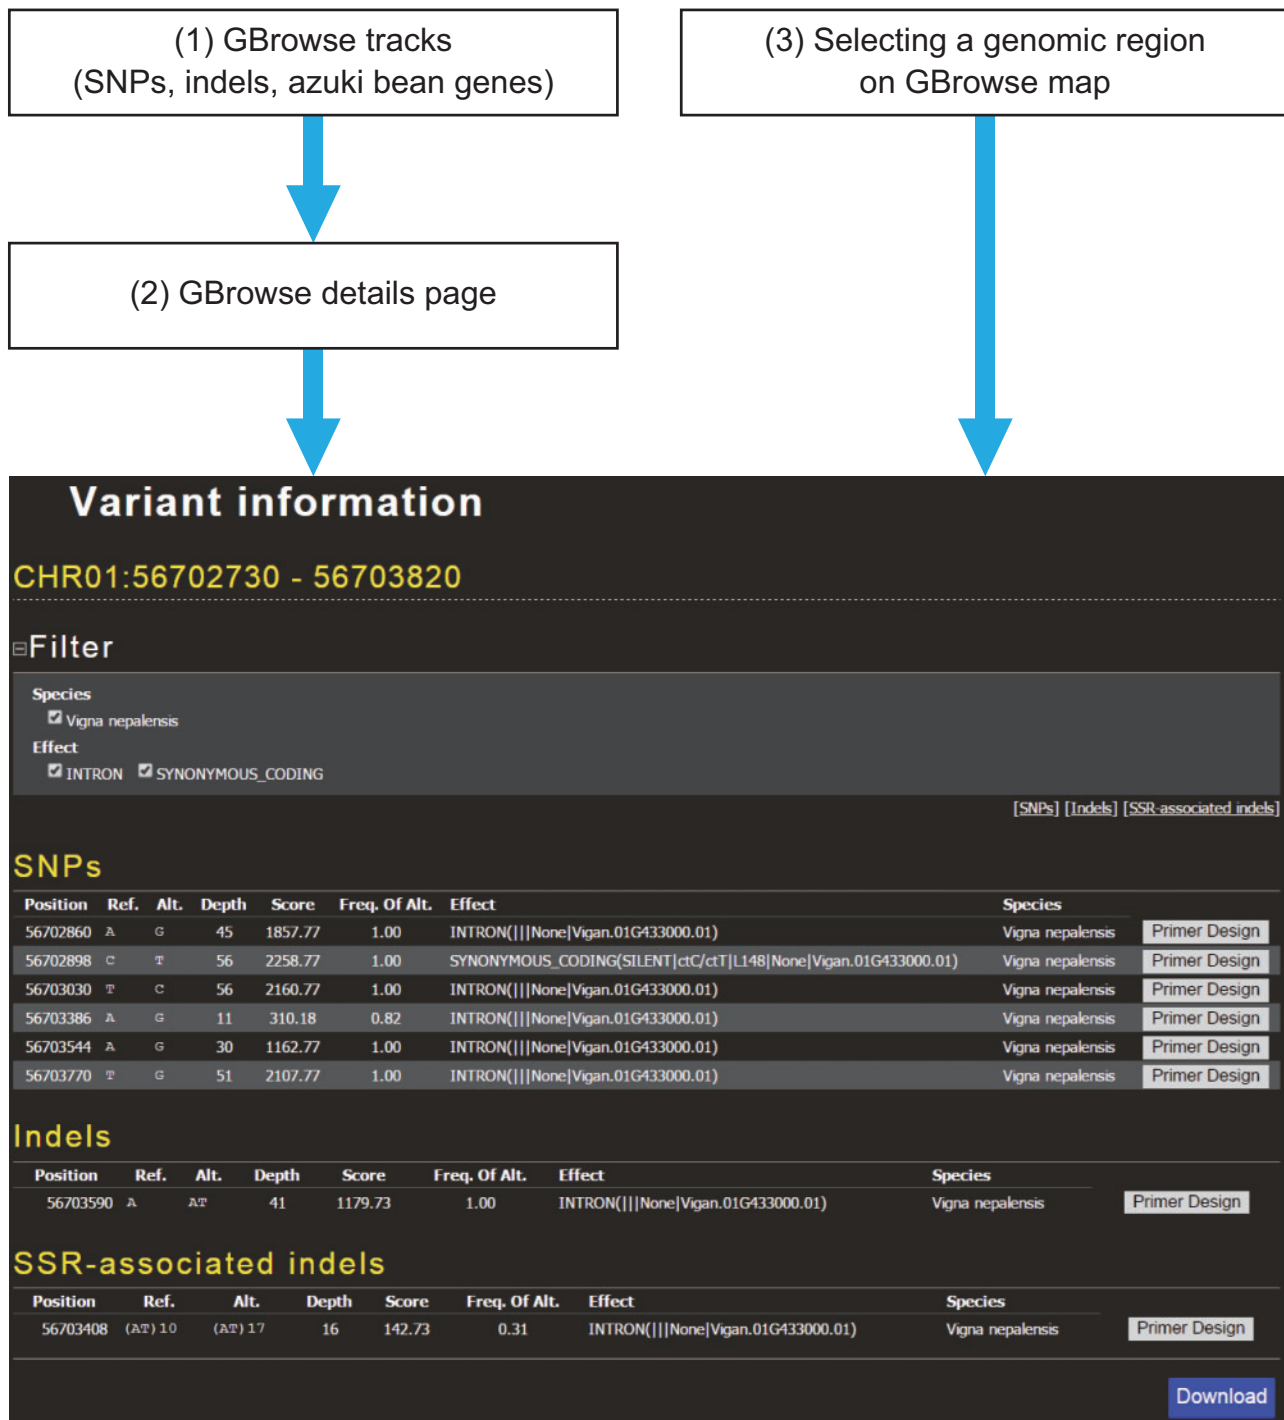 (1) GBrowse tracks
(SNPs, indels, azuki bean genes)
(3) Selecting a genomic region
on GBrowse map
(2) GBrowse details page
Variant information
CHR01:56702730 - 56703820
Filter
Species
Vigna nepalensis
Effect
INTRON SYNONYMOUS_CODING
[SNPs] [Indels] [SSR-associated indels]
SNPs
Position Ref. Alt. Depth Score Freq. Of Alt. Effect Species
56702860 A G 45 1857.77 1.00 INTRON(|||None|Vigan.01G433000.01) Vigna nepalensis Primer Design
56702898 C T 56 2258.77 1.00 SYNONYMOUS_CODING(SILENT|ctC/ctT|L148|None|Vigan.01G433000.01) Vigna nepalensis Primer Design
56703030 T C 56 2160.77 1.00 INTRON(|||None|Vigan.01G433000.01) Vigna nepalensis Primer Design
56703386 A G 11 310.18 0.82 INTRON(|||None|Vigan.01G433000.01) Vigna nepalensis Primer Design
56703544 A G 30 1162.77 1.00 INTRON(|||None|Vigan.01G433000.01) Vigna nepalensis Primer Design
56703770 T G 51 2107.77 1.00 INTRON(|||None|Vigan.01G433000.01) Vigna nepalensis Primer Design
Indels
Position Ref. Alt. Depth Score Freq. Of Alt. Effect Species
56703590 A AT 41 1179.73 1.00 INTRON(|||None|Vigan.01G433000.01) Vigna nepalensis Primer Design
SSR-associated indels
Position Ref. Alt. Depth Score Freq. Of Alt. Effect Species
56703408 (AT)10 (AT)17 16 142.73 0.31 INTRON(|||None|Vigan.01G433000.01) Vigna nepalensis Primer Design
Download